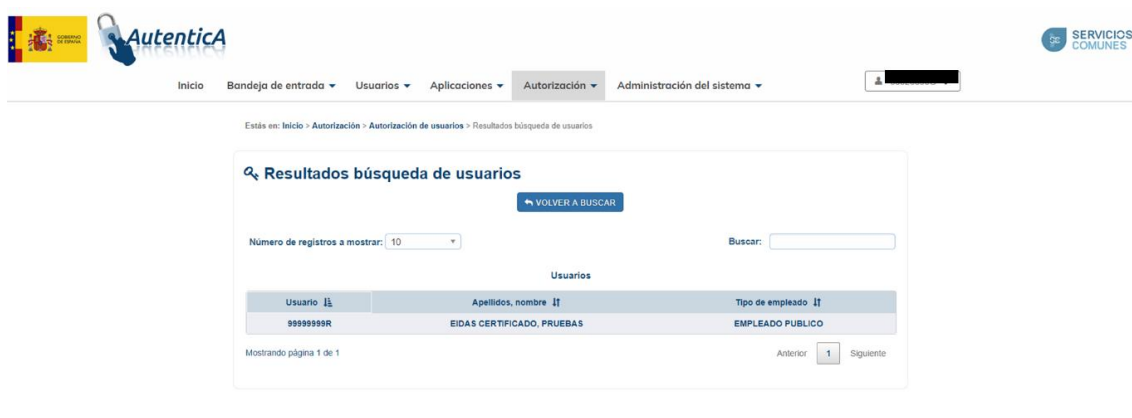 GOBIERNO
DE ESPAÑA
AutenticA
SERVICIOS
COMUNES
Inicio Bandeja de entrada Usuarios Aplicaciones Autorización Administración del sistema
Estás en: Inicio > Autorización > Autorización de usuarios > Resultados búsqueda de usuarios
Resultados búsqueda de usuarios
VOLVER A BUSCAR
Número de registros a mostrar: 10 Buscar:
Usuarios
Usuario Apellidos, nombre Tipo de empleado
99999999R EIDAS CERTIFICADO, PRUEBAS EMPLEADO PUBLICO
Mostrando página 1 de 1 Anterior 1 Siguiente